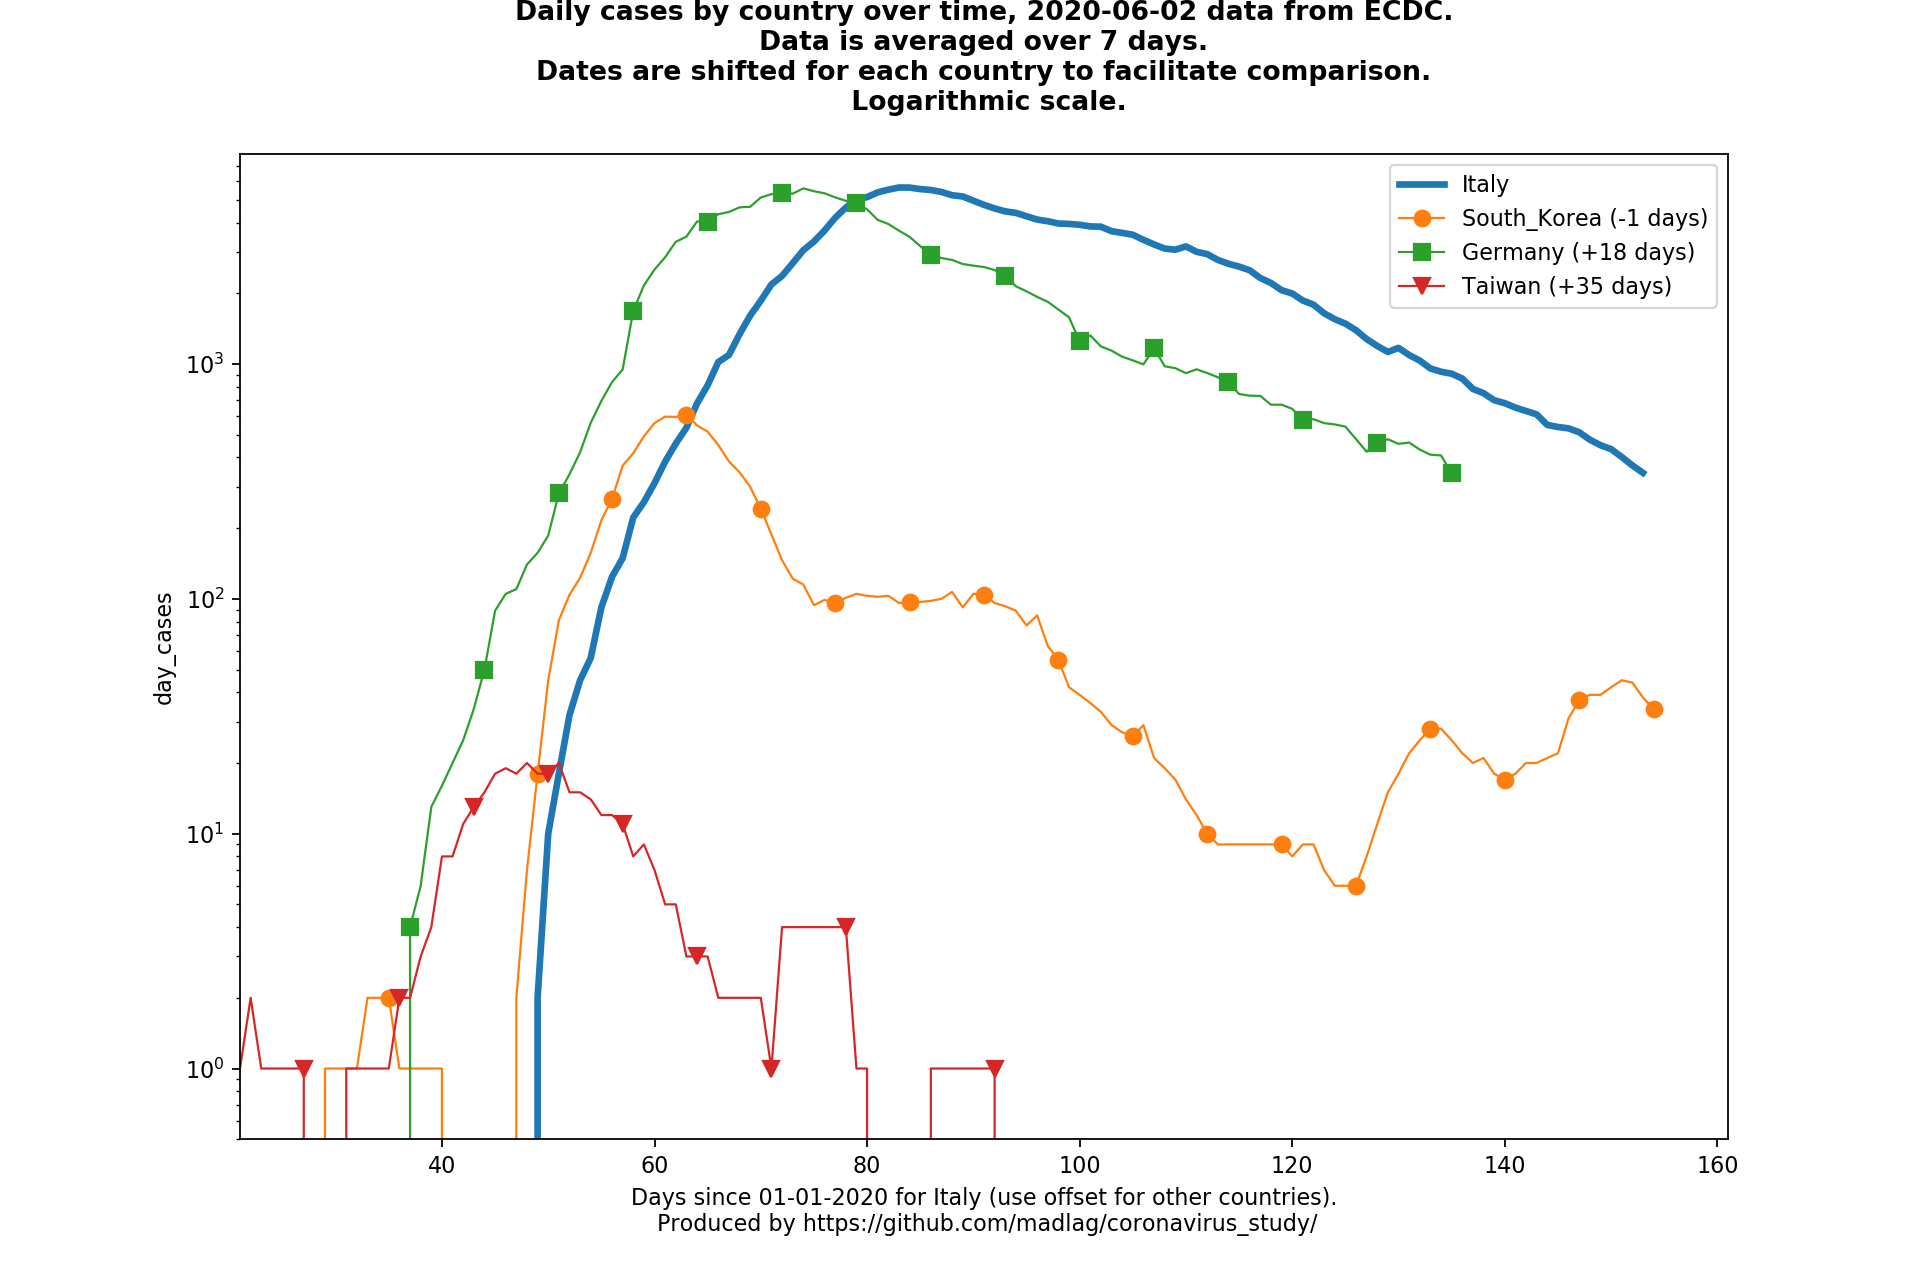 Daily cases by country over time, 2020-06-02 data from ECDC.
Data is averaged over 7 days.
Dates are shifted for each country to facilitate comparison.
Logarithmic scale.
Italy
South_Korea (-1 days)
Germany (+18 days)
Taiwan (+35 days)
day_cases
10³
10²
10¹
10⁰
40 60 80 100 120 140 160
Days since 01-01-2020 for Italy (use offset for other countries).
Produced by https://github.com/madlag/coronavirus_study/